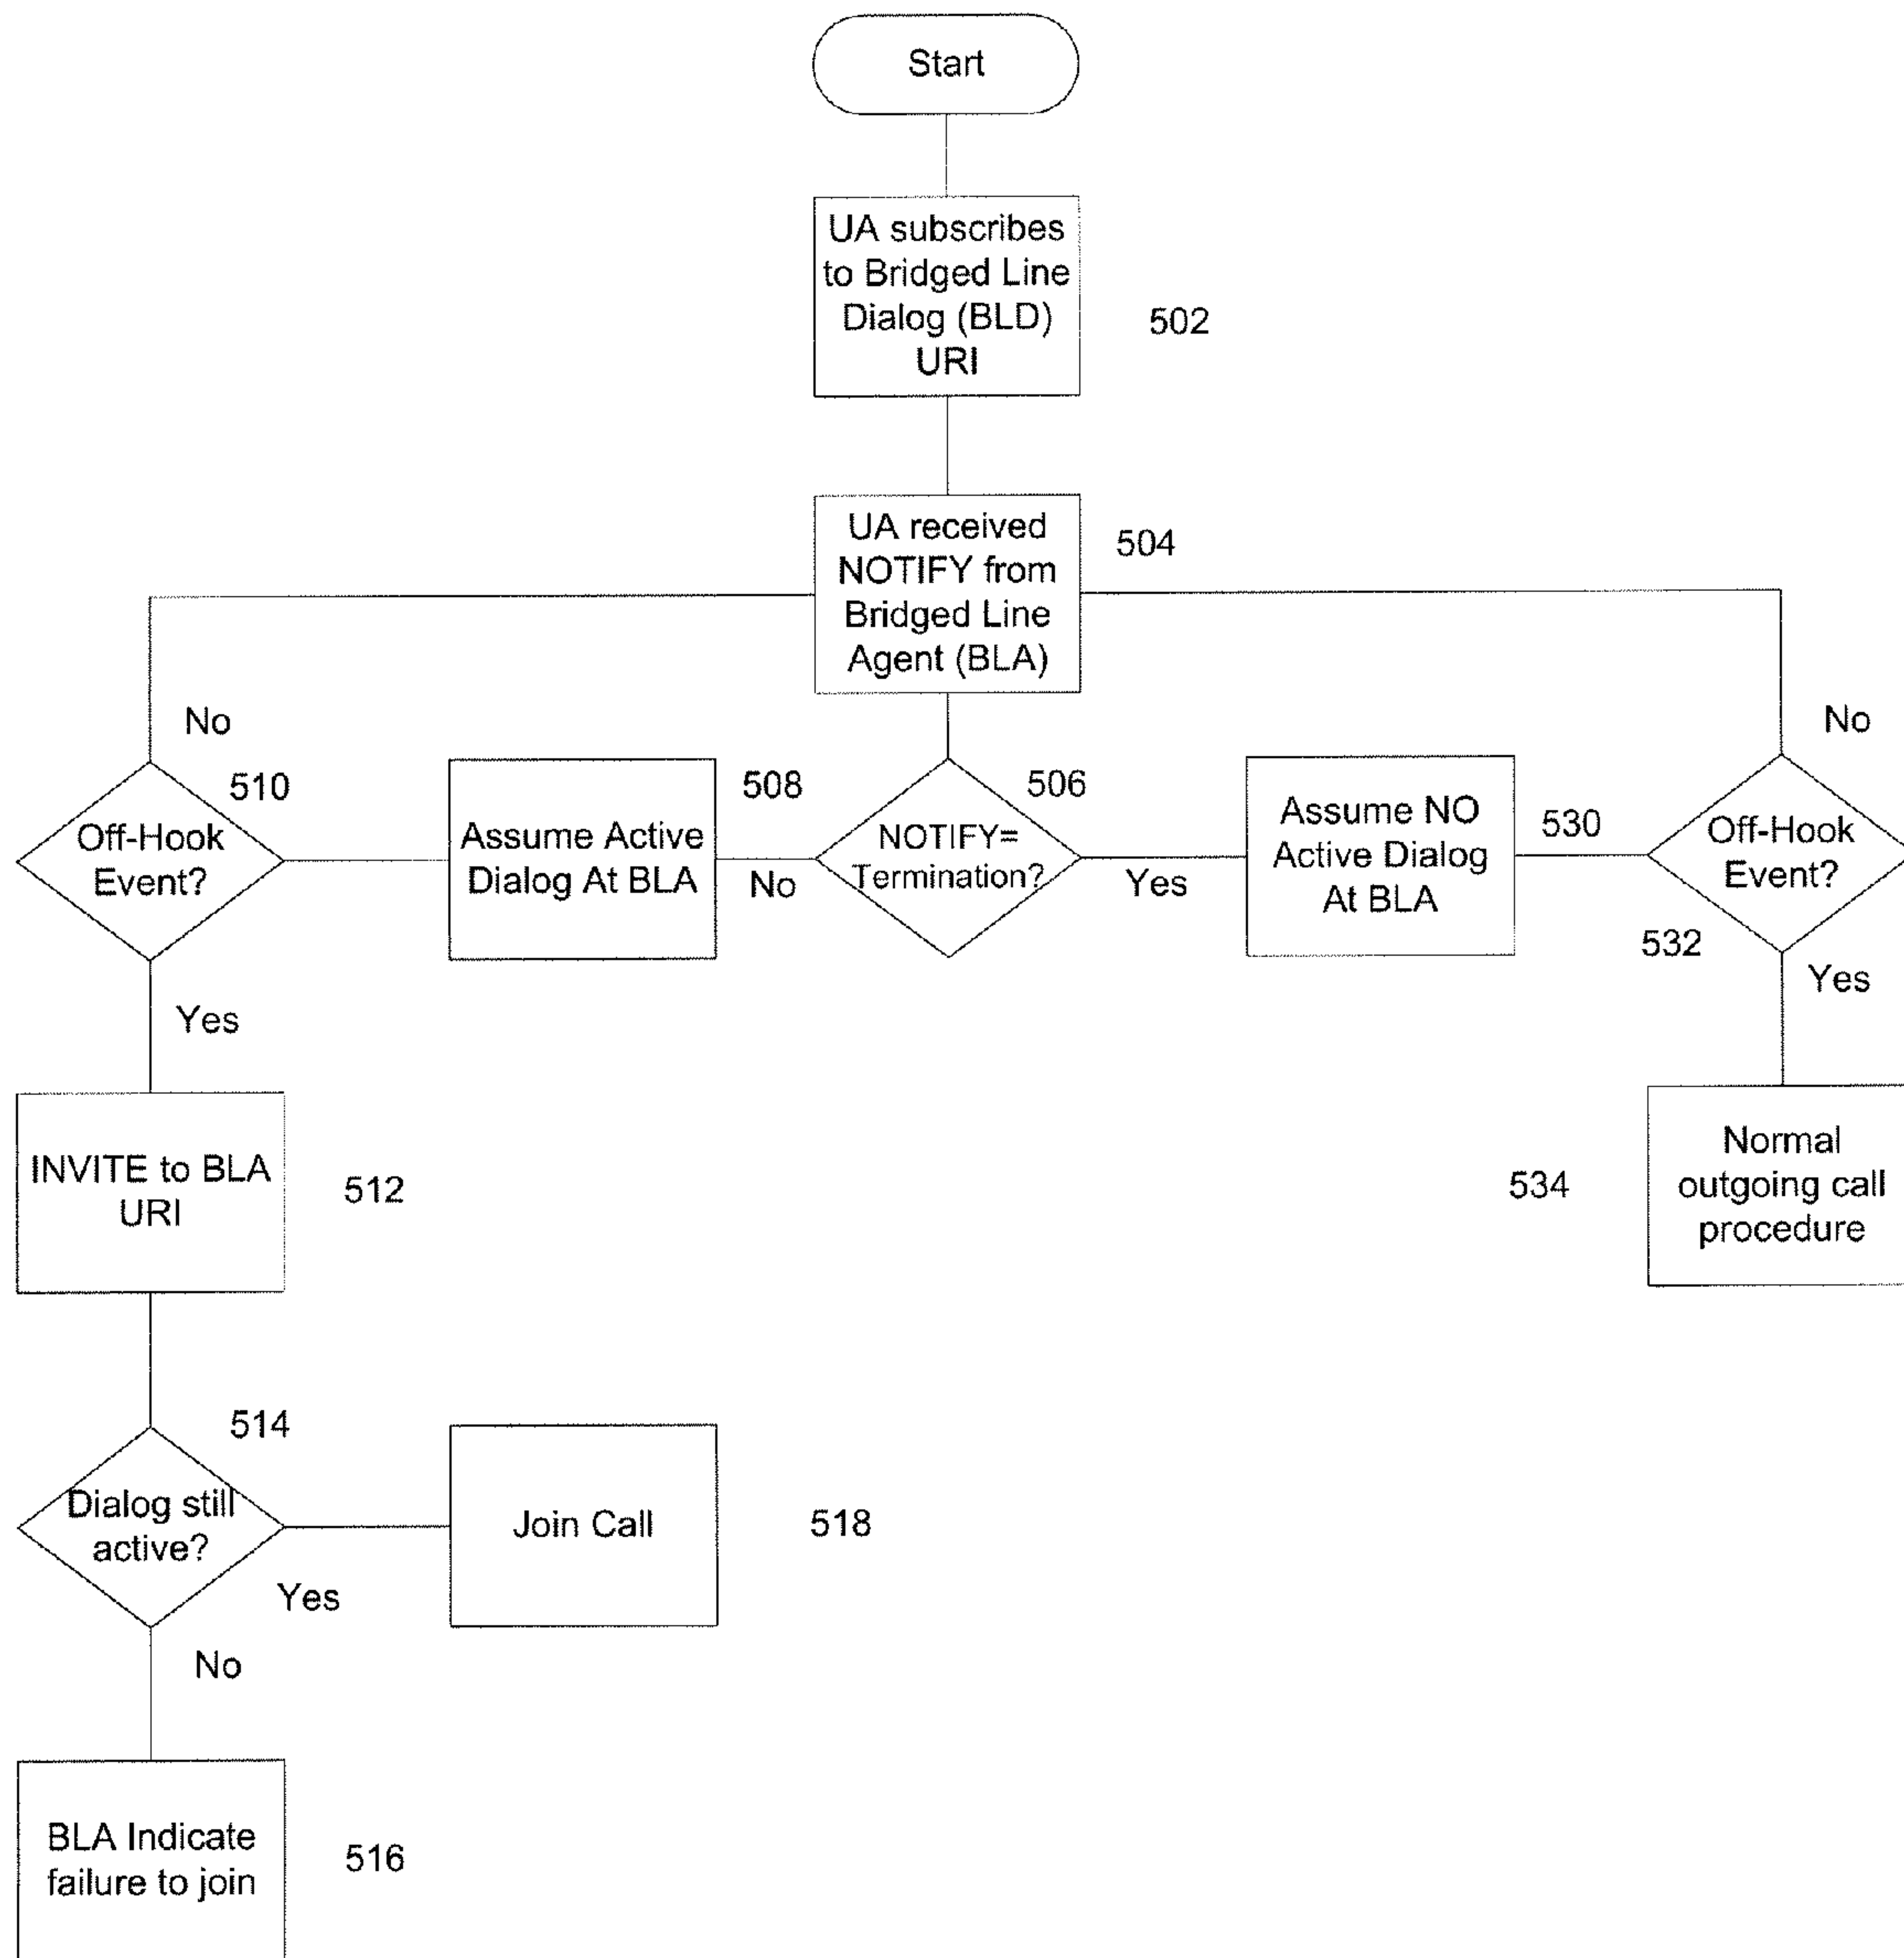 Start
UA subscribes
to Bridged Line
Dialog (BLD)
URI
502
UA received
NOTIFY from
Bridged Line
Agent (BLA)
504
No
No
510
Off-Hook
Event?
Assume Active
Dialog At BLA
508
No
506
NOTIFY=
Termination?
Yes
Assume NO
Active Dialog
At BLA
530
Off-Hook
Event?
532
Yes
Yes
INVITE to BLA
URI
512
534
Normal
outgoing call
procedure
514
Dialog still
active?
Yes
Join Call
518
No
BLA Indicate
failure to join
516